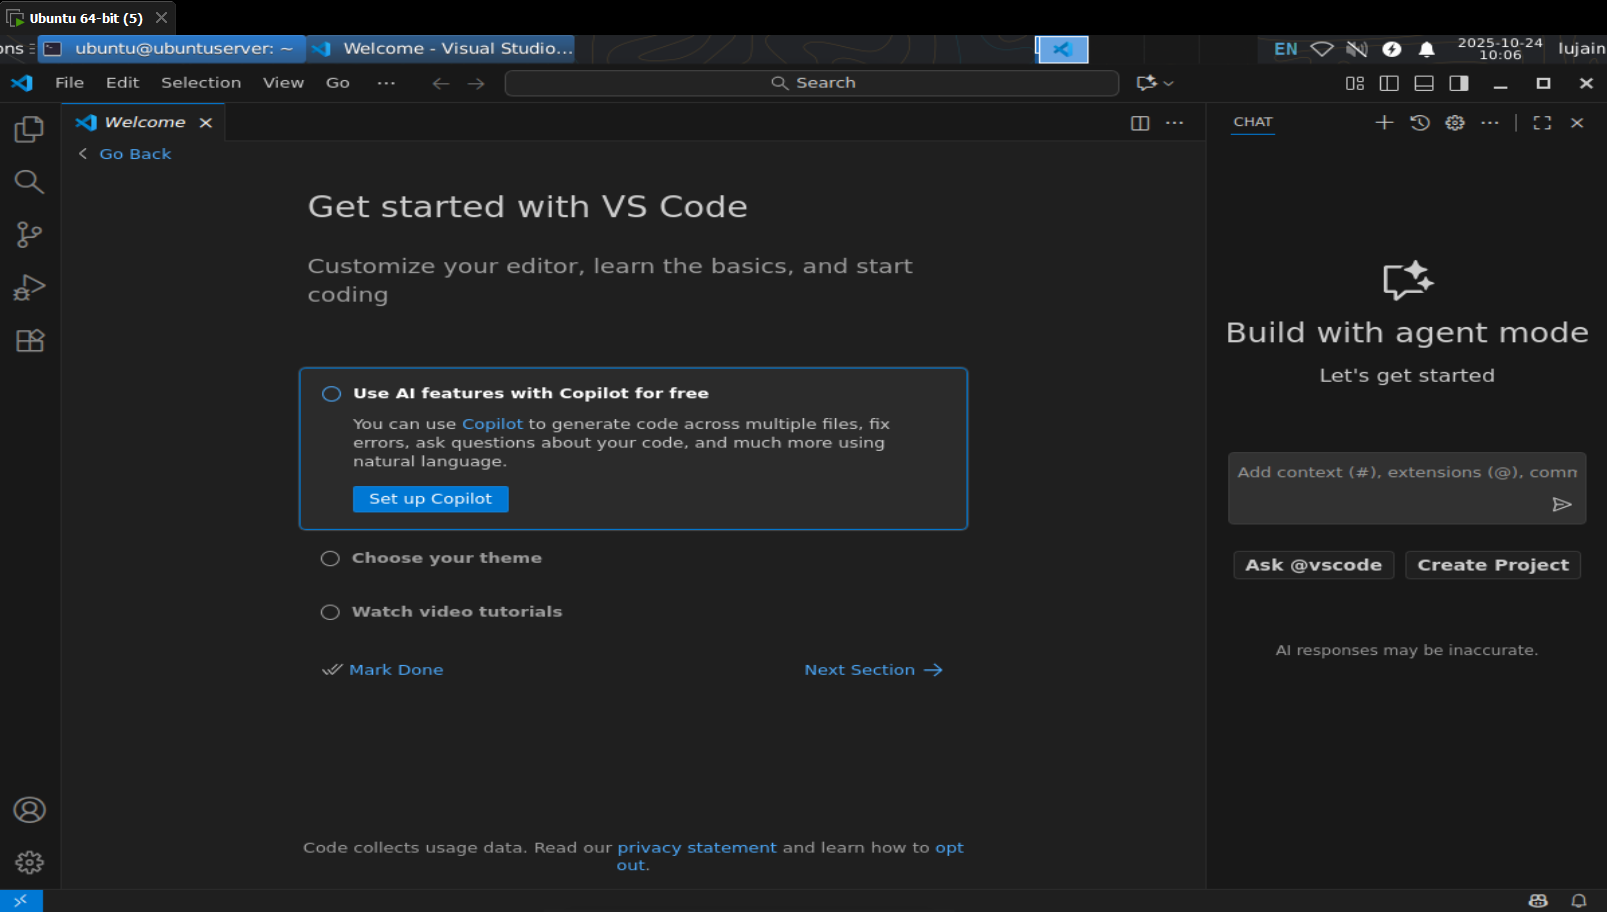 Ubuntu 64-bit (5)
ons
ubuntu@ubuntuserver: ~
Welcome - Visual Studio...
EN
2025-10-24
10:06
lujain
File Edit Selection View Go ...
Search
Welcome
CHAT
Go Back
Get started with VS Code
Customize your editor, learn the basics, and start
coding
Use AI features with Copilot for free
You can use Copilot to generate code across multiple files, fix
errors, ask questions about your code, and much more using
natural language.
Set up Copilot
Choose your theme
Watch video tutorials
Mark Done
Next Section
Code collects usage data. Read our privacy statement and learn how to opt
out.
Build with agent mode
Let's get started
Add context (#), extensions (@), comm
Ask @vscode
Create Project
AI responses may be inaccurate.